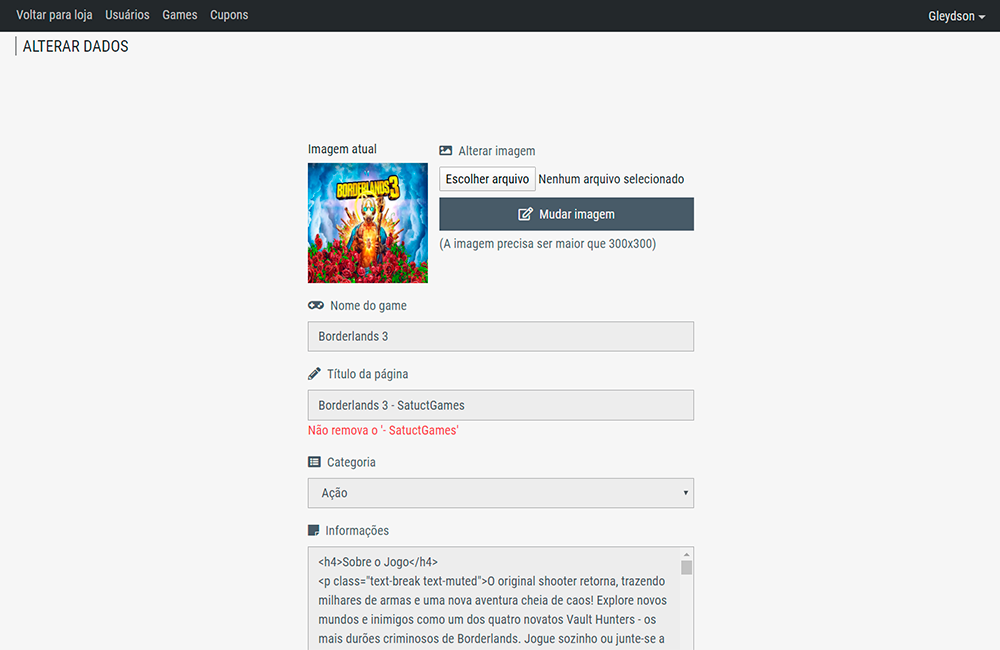 Voltar para loja Usuários Games Cupons Gleydson
ALTERAR DADOS
Imagem atual
BORDERLANDS 3
Alterar imagem
Escolher arquivo Nenhum arquivo selecionado
Mudar imagem
(A imagem precisa ser maior que 300x300)
Nome do game
Borderlands 3
Título da página
Borderlands 3 - SatuctGames
Não remova o '- SatuctGames'
Categoria
Ação
Informações
<h4>Sobre o Jogo</h4>
<p class="text-break text-muted">O original shooter retorna, trazendo
milhares de armas e uma nova aventura cheia de caos! Explore novos
mundos e inimigos como um dos quatro novatos Vault Hunters - os
mais durões criminosos de Borderlands. Jogue sozinho ou junte-se a